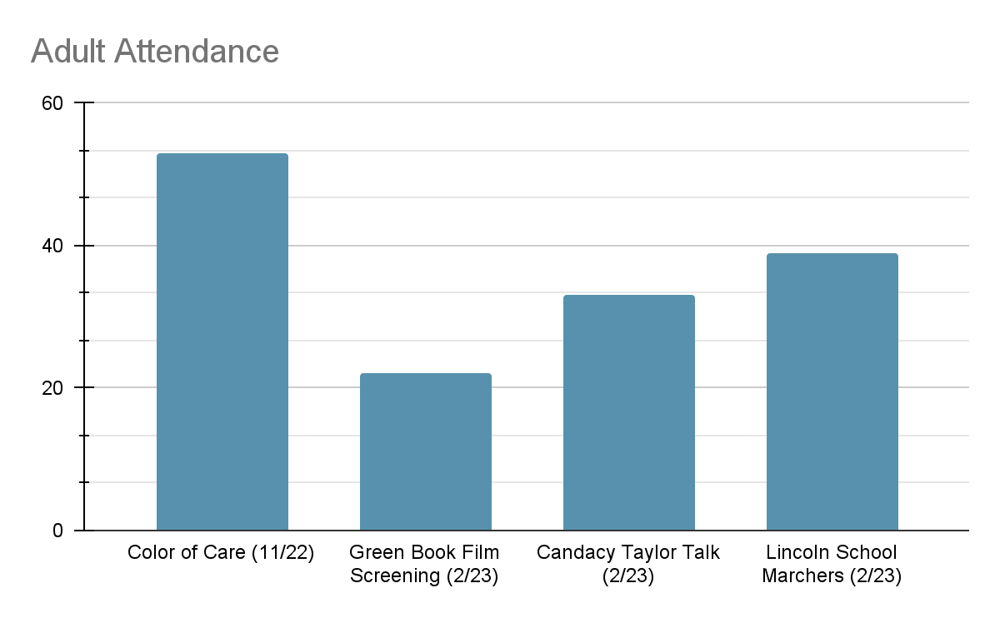 Adult Attendance
60
40
20
0
Color of Care (11/22)
Green Book Film
Screening (2/23)
Candacy Taylor Talk
(2/23)
Lincoln School
Marchers (2/23)